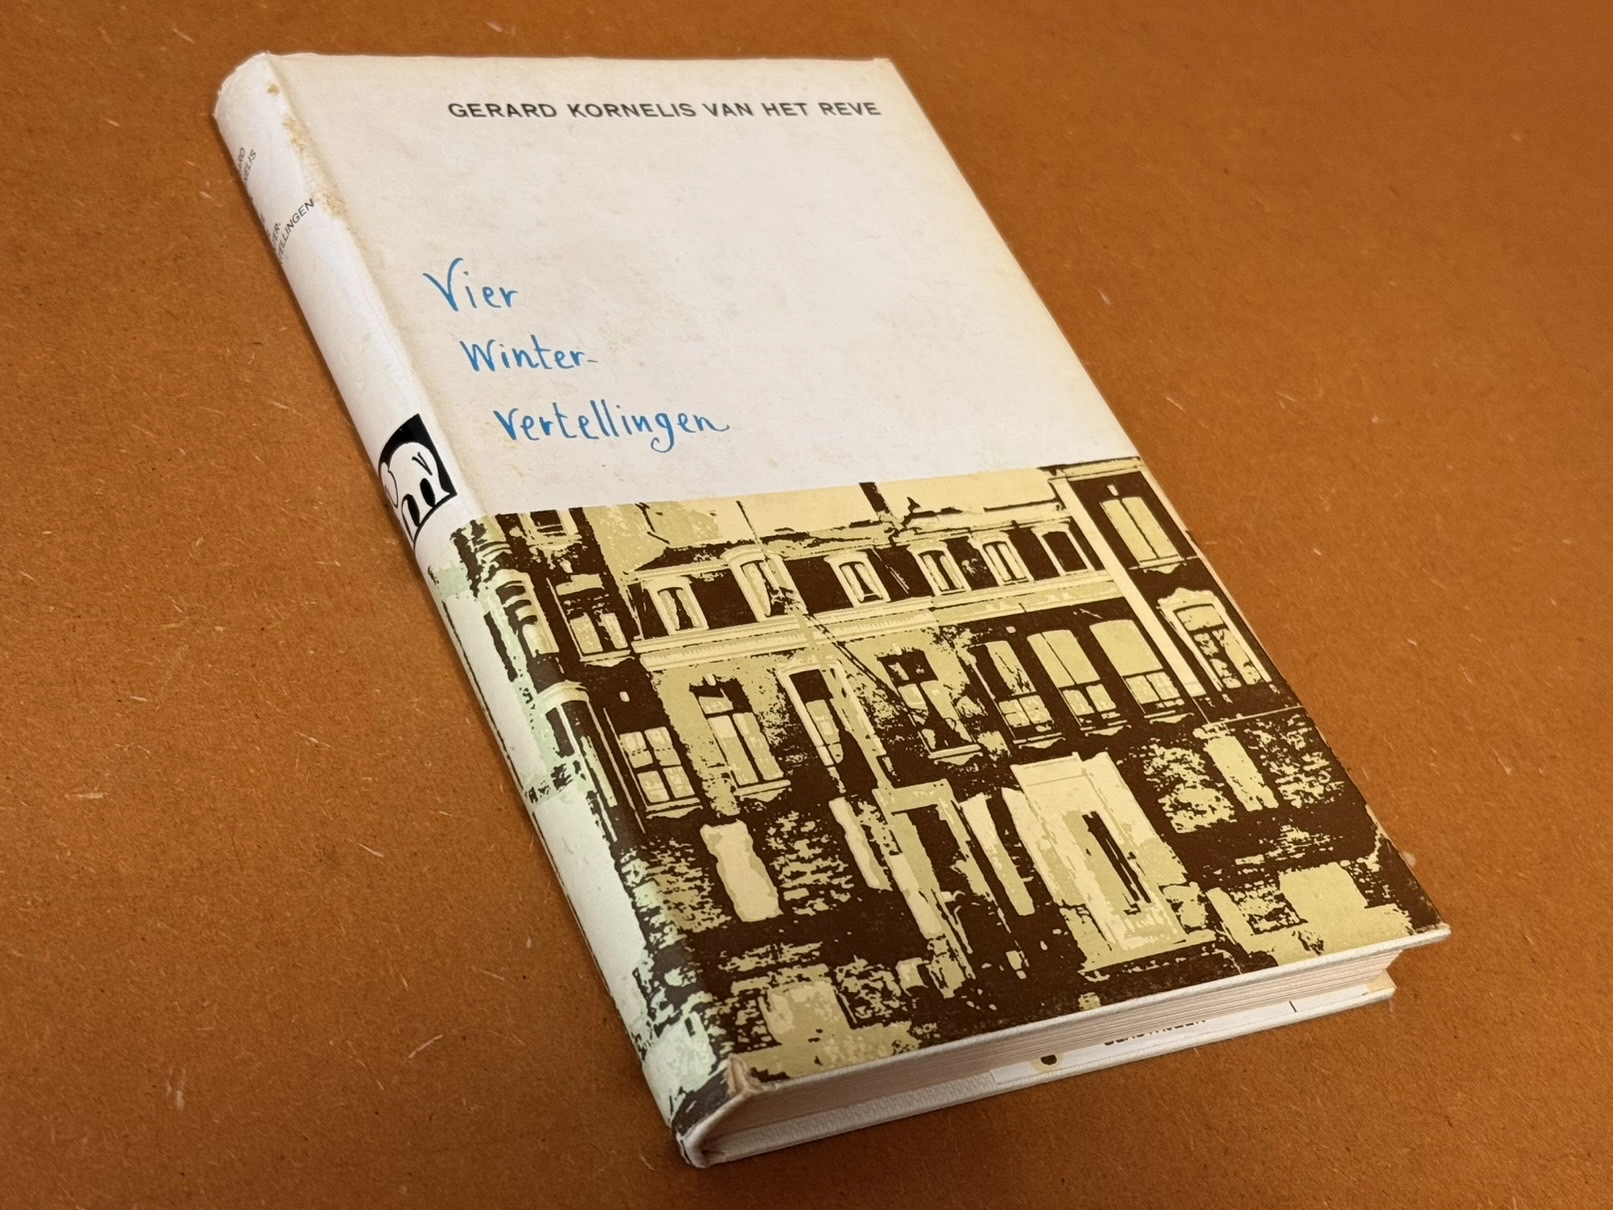 GERARD KORNELIS VAN HET REVE
Vier
Winter-
vertellingen